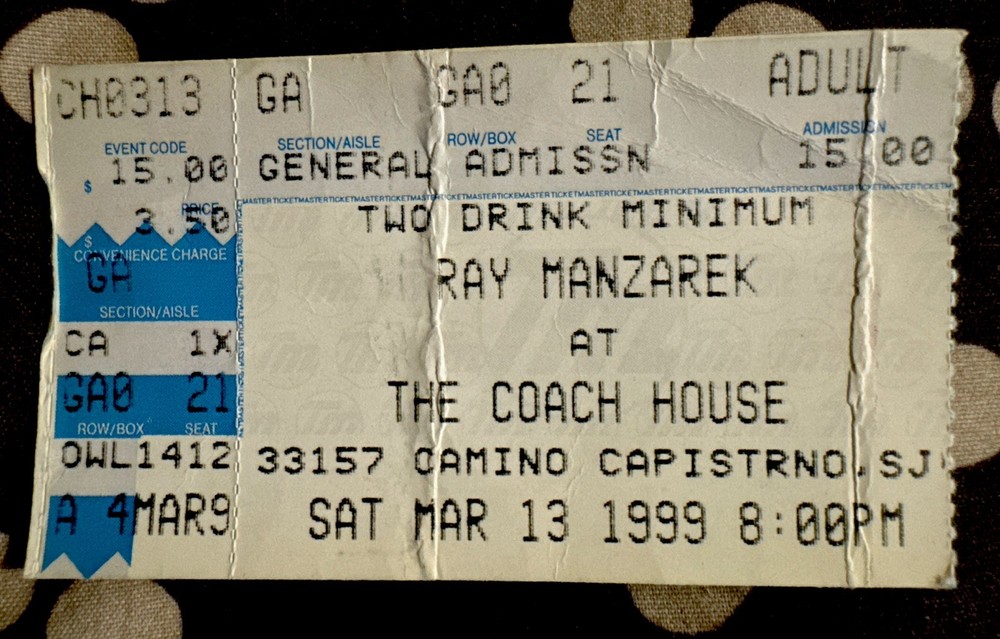 CH0313 GA GA0 21 ADULT
EVENT CODE SECTION/AISLE ROW/BOX SEAT ADMISSION
$ 15.00 GENERAL ADMISSN 15.00
PRICE
MASTERTICKETMASTERTICKETMASTERTICKETMASTERTICKETMASTERTICKETMASTERTICKETMASTERTICKETMASTER
$ 3.50 TWO DRINK MINIMUM
CONVENIENCE CHARGE
GA RAY MANZAREK
SECTION/AISLE
CA 1X AT
GA0 21 THE COACH HOUSE
ROW/BOX SEAT
OWL1412 33157 CAMINO CAPISTRNO,SJ
A 4MAR9 SAT MAR 13 1999 8:00PM